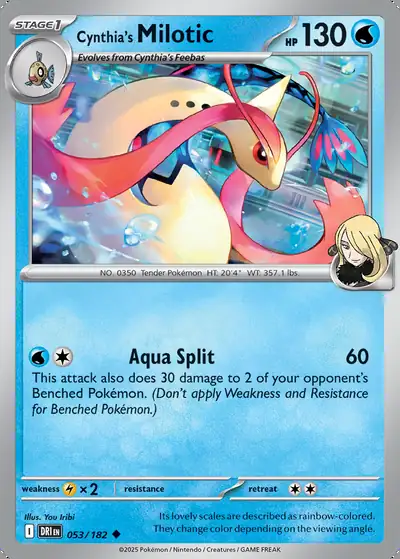 STAGE1
Cynthia's Milotic
HP 130
Evolves from Cynthia's Feebas
NO. 0350 Tender Pokémon HT: 20'4" WT: 357.1 lbs.
Aqua Split 60
This attack also does 30 damage to 2 of your opponent's
Benched Pokémon. (Don't apply Weakness and Resistance
for Benched Pokémon.)
weakness ×2 resistance retreat
Illus. You Iribi
I DRI EN 053/182
Its lovely scales are described as rainbow-colored.
They change color depending on the viewing angle.
©2025 Pokémon / Nintendo / Creatures / GAME FREAK